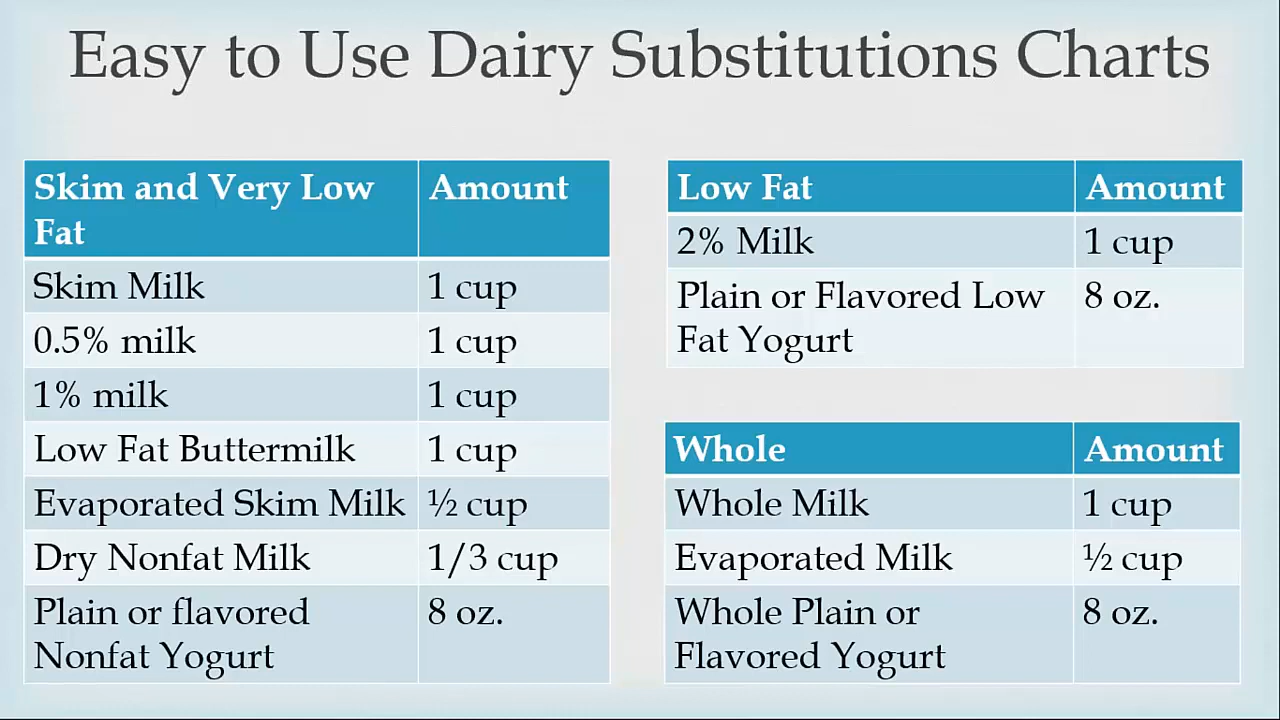 Easy to Use Dairy Substitutions Charts
Skim and Very Low Fat Amount
Skim Milk 1 cup
0.5% milk 1 cup
1% milk 1 cup
Low Fat Buttermilk 1 cup
Evaporated Skim Milk ½ cup
Dry Nonfat Milk 1/3 cup
Plain or flavored Nonfat Yogurt 8 oz.
Low Fat Amount
2% Milk 1 cup
Plain or Flavored Low Fat Yogurt 8 oz.
Whole Amount
Whole Milk 1 cup
Evaporated Milk ½ cup
Whole Plain or Flavored Yogurt 8 oz.